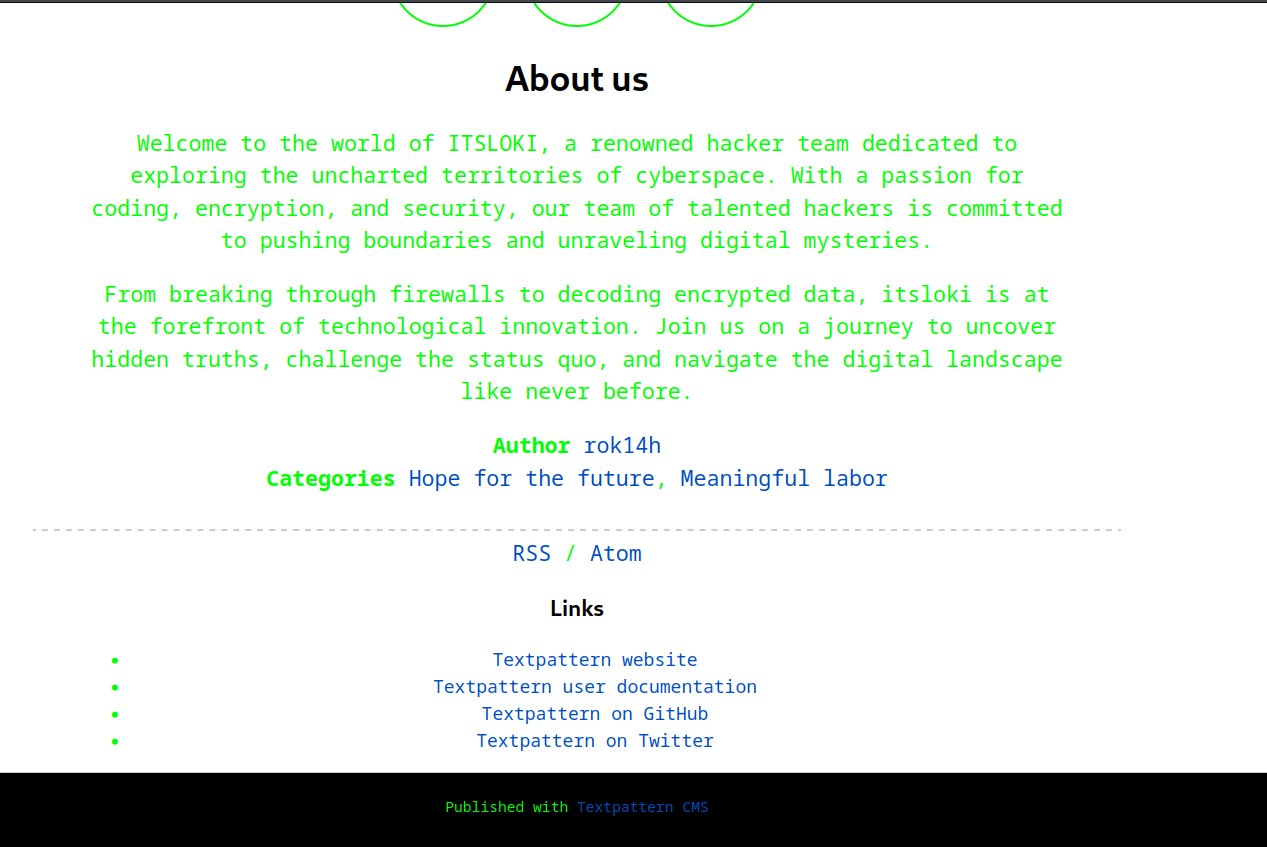 About us
Welcome to the world of ITSLOKI, a renowned hacker team dedicated to
exploring the uncharted territories of cyberspace. With a passion for
coding, encryption, and security, our team of talented hackers is committed
to pushing boundaries and unraveling digital mysteries.
From breaking through firewalls to decoding encrypted data, itsloki is at
the forefront of technological innovation. Join us on a journey to uncover
hidden truths, challenge the status quo, and navigate the digital landscape
like never before.
Author rok14h
Categories Hope for the future, Meaningful labor
RSS / Atom
Links
Textpattern website
Textpattern user documentation
Textpattern on GitHub
Textpattern on Twitter
Published with Textpattern CMS